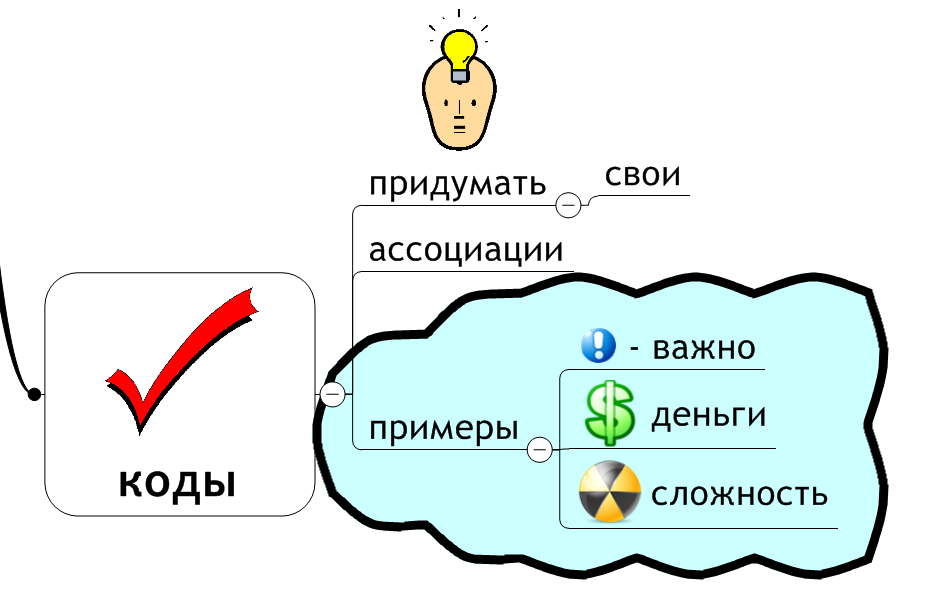 придумать
свои
ассоциации
коды
примеры
- важно
деньги
сложность